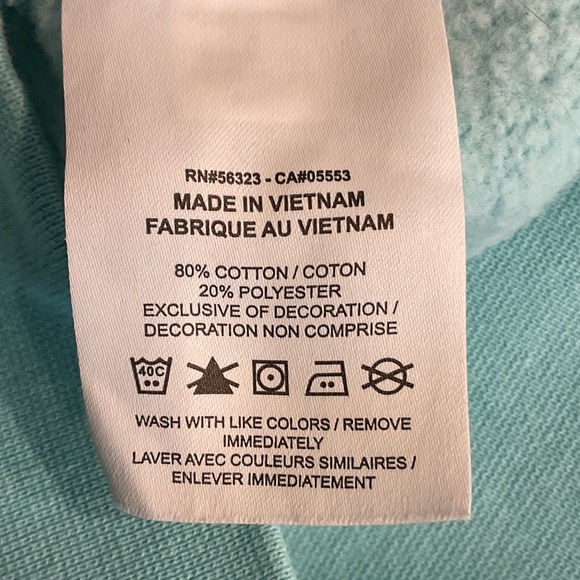 RN#56323 - CA#05553
MADE IN VIETNAM
FABRIQUE AU VIETNAM
80% COTTON / COTON
20% POLYESTER
EXCLUSIVE OF DECORATION /
DECORATION NON COMPRISE
40C
WASH WITH LIKE COLORS / REMOVE
IMMEDIATELY
LAVER AVEC COULEURS SIMILAIRES /
ENLEVER IMMEDIATEMENT